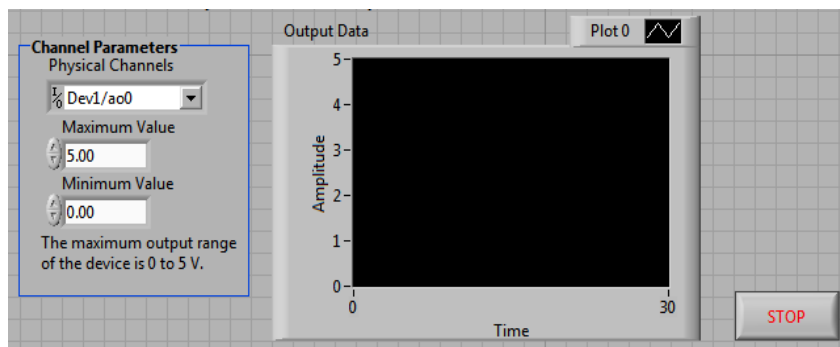 Channel Parameters
Physical Channels
I/O Dev1/ao0
Maximum Value
5.00
Minimum Value
0.00
The maximum output range
of the device is 0 to 5 V.
Output Data
Plot 0
5
4
3
2
1
0
Amplitude
0
30
Time
STOP